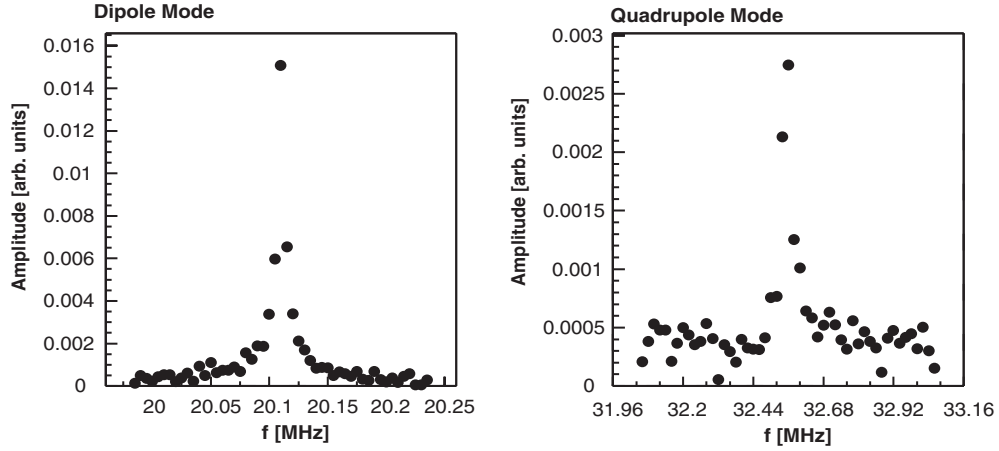 Dipole Mode
Amplitude [arb. units]
0.016
0.014
0.012
0.01
0.008
0.006
0.004
0.002
0
20 20.05 20.1 20.15 20.2 20.25
f [MHz]
Quadrupole Mode
Amplitude [arb. units]
0.003
0.0025
0.002
0.0015
0.001
0.0005
0
31.96 32.2 32.44 32.68 32.92 33.16
f [MHz]